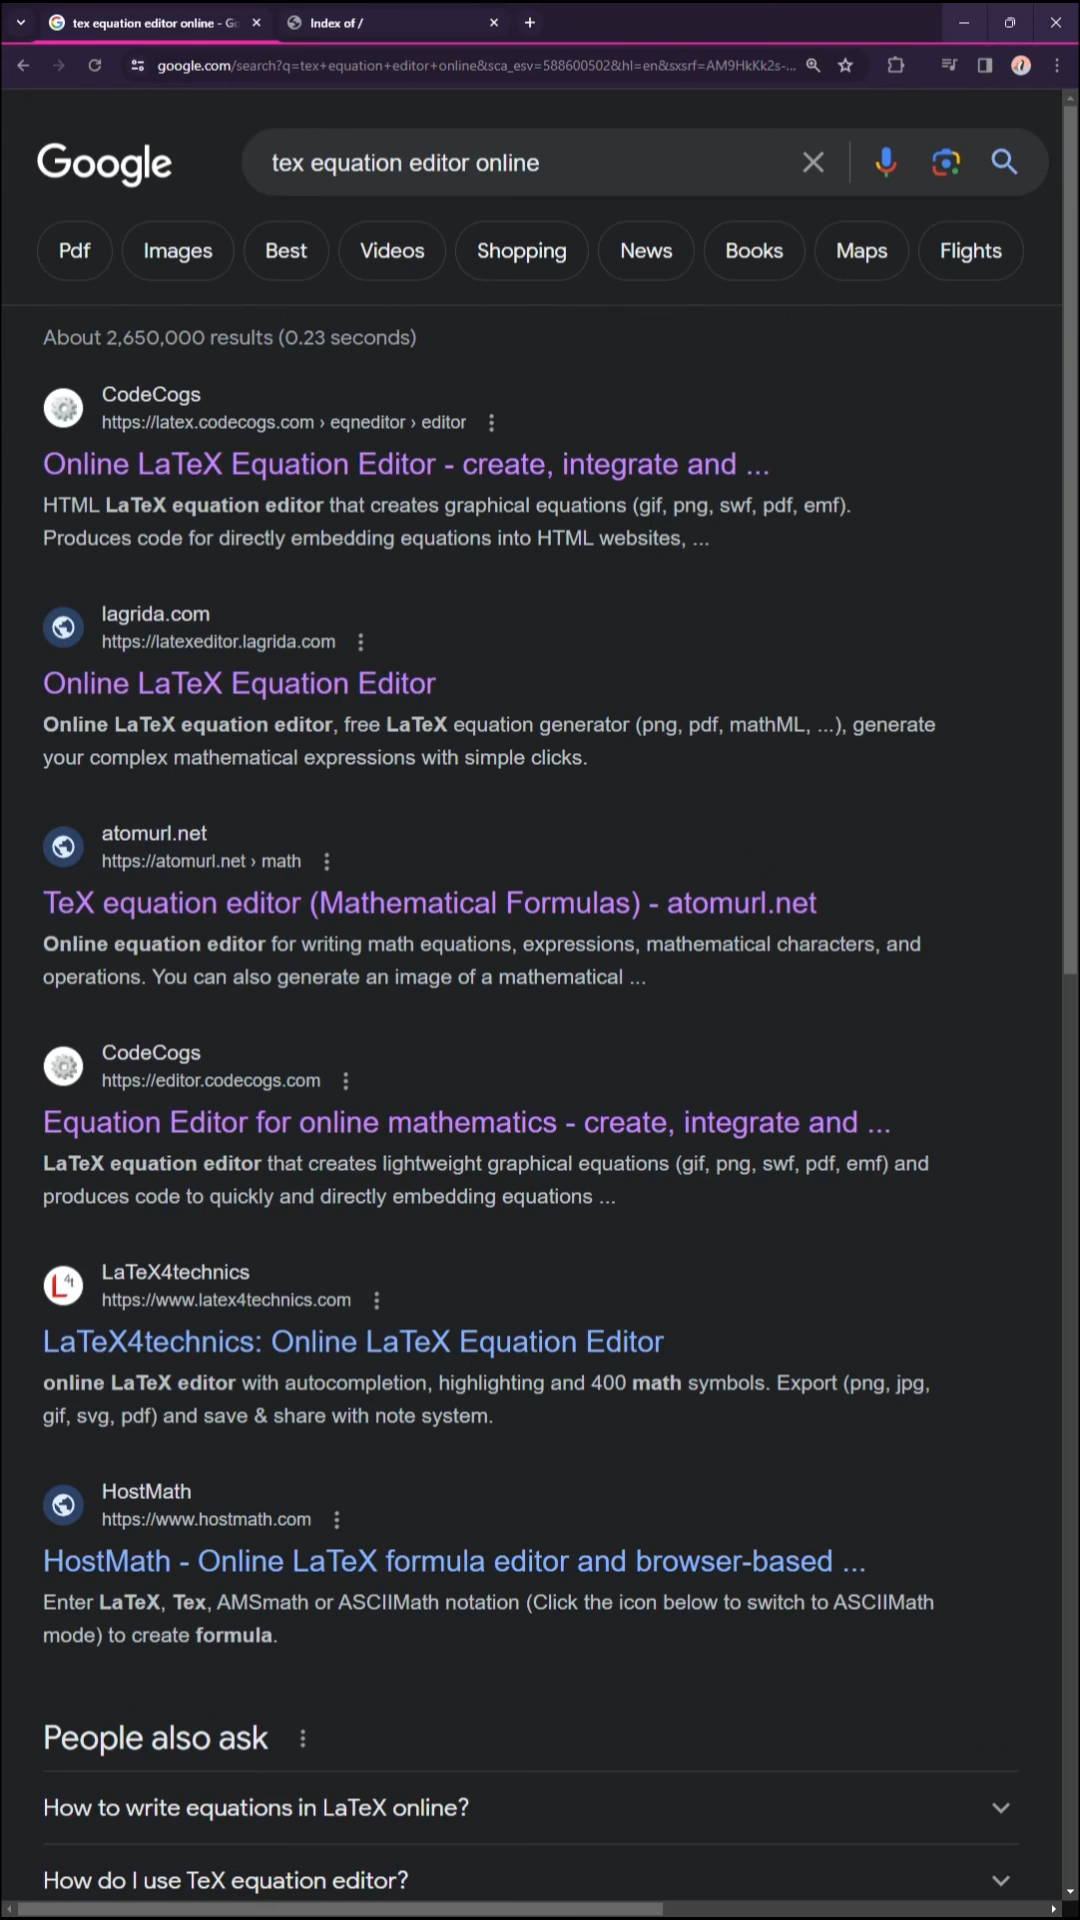 tex equation editor online - Go
Index of /
google.com/search?q=tex+equation+editor+online&sca_esv=588600502&hl=en&sxsrf=AM9HkKk2s-...
Google
tex equation editor online
Pdf
Images
Best
Videos
Shopping
News
Books
Maps
Flights
About 2,650,000 results (0.23 seconds)
CodeCogs
https://latex.codecogs.com › eqneditor › editor
Online LaTeX Equation Editor - create, integrate and ...
HTML LaTeX equation editor that creates graphical equations (gif, png, swf, pdf, emf).
Produces code for directly embedding equations into HTML websites, ...
lagrida.com
https://latexeditor.lagrida.com
Online LaTeX Equation Editor
Online LaTeX equation editor, free LaTeX equation generator (png, pdf, mathML, ...), generate
your complex mathematical expressions with simple clicks.
atomurl.net
https://atomurl.net › math
TeX equation editor (Mathematical Formulas) - atomurl.net
Online equation editor for writing math equations, expressions, mathematical characters, and
operations. You can also generate an image of a mathematical ...
CodeCogs
https://editor.codecogs.com
Equation Editor for online mathematics - create, integrate and ...
LaTeX equation editor that creates lightweight graphical equations (gif, png, swf, pdf, emf) and
produces code to quickly and directly embedding equations ...
L4t
LaTeX4technics
https://www.latex4technics.com
LaTeX4technics: Online LaTeX Equation Editor
online LaTeX editor with autocompletion, highlighting and 400 math symbols. Export (png, jpg,
gif, svg, pdf) and save & share with note system.
HostMath
https://www.hostmath.com
HostMath - Online LaTeX formula editor and browser-based ...
Enter LaTeX, Tex, AMSmath or ASCIIMath notation (Click the icon below to switch to ASCIIMath
mode) to create formula.
People also ask
How to write equations in LaTeX online?
How do I use TeX equation editor?